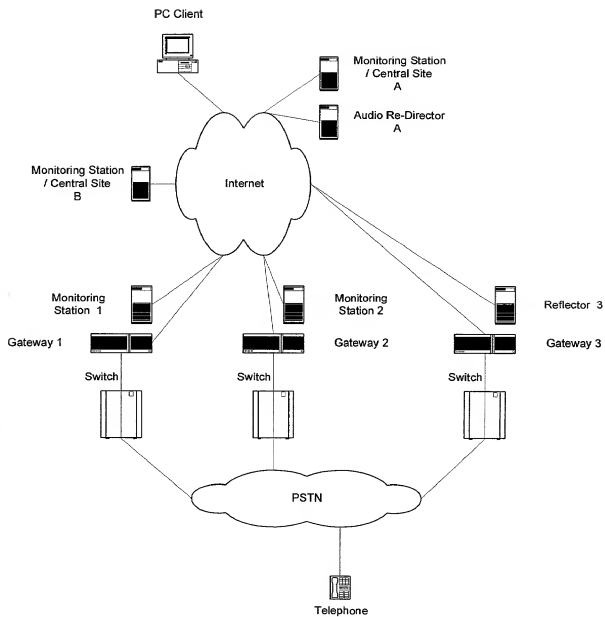 PC Client
Monitoring Station
/ Central Site
A
Audio Re-Director
A
Monitoring Station
/ Central Site
B
Internet
Monitoring
Station 1
Monitoring
Station 2
Reflector 3
Gateway 1
Gateway 2
Gateway 3
Switch
Switch
Switch
PSTN
Telephone